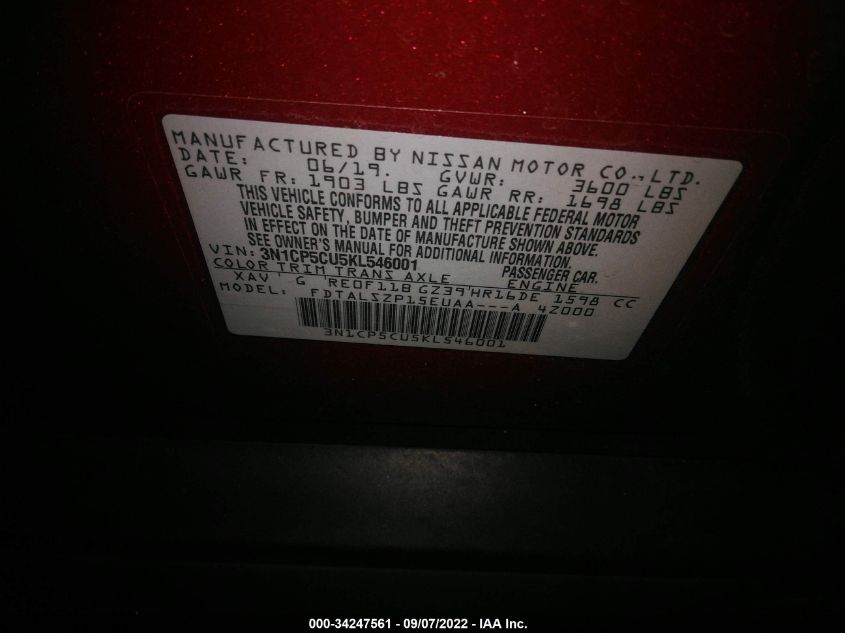 MANUFACTURED BY NISSAN MOTOR CO.,LTD.
DATE: 06/19. GVWR: 3600 LBS
GAWR FR: 1903 LBS GAWR RR: 1698 LBS
THIS VEHICLE CONFORMS TO ALL APPLICABLE FEDERAL MOTOR
VEHICLE SAFETY, BUMPER AND THEFT PREVENTION STANDARDS
IN EFFECT ON THE DATE OF MANUFACTURE SHOWN ABOVE.
SEE OWNER'S MANUAL FOR ADDITIONAL INFORMATION.
VIN: 3N1CP5CU5KL546001 PASSENGER CAR.
COLOR TRIM TRANS AXLE ENGINE
XAV' G 'RE0F11B GZ39'HR16DE 1598 CC
MODEL: FDTALSZP15EUAA---A 42000
3N1CP5CU5KL546001
000-34247561 - 09/07/2022 - IAA Inc.